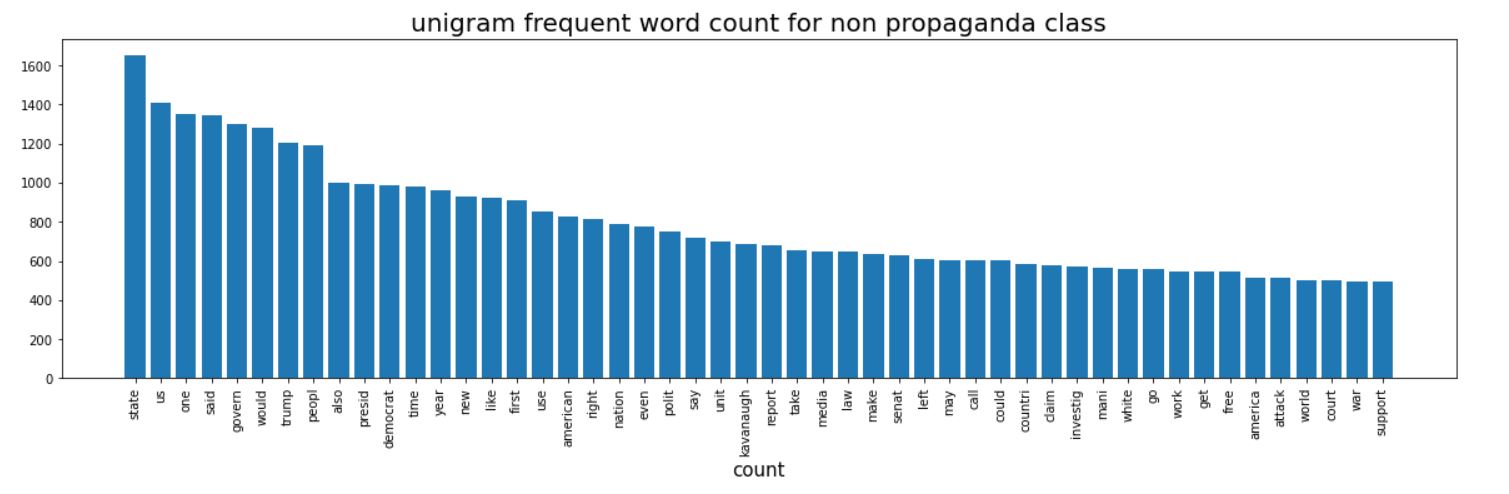 unigram frequent word count for non propaganda class
1600
1400
1200
1000
800
600
400
200
0
state
us
one
said
govern
would
trump
peopl
also
presid
democrat
time
year
new
like
first
use
american
right
nation
even
polit
say
unit
kavanaugh
report
take
media
law
make
senat
left
may
call
could
countri
claim
investig
mani
white
go
work
get
free
america
attack
world
court
war
support
count